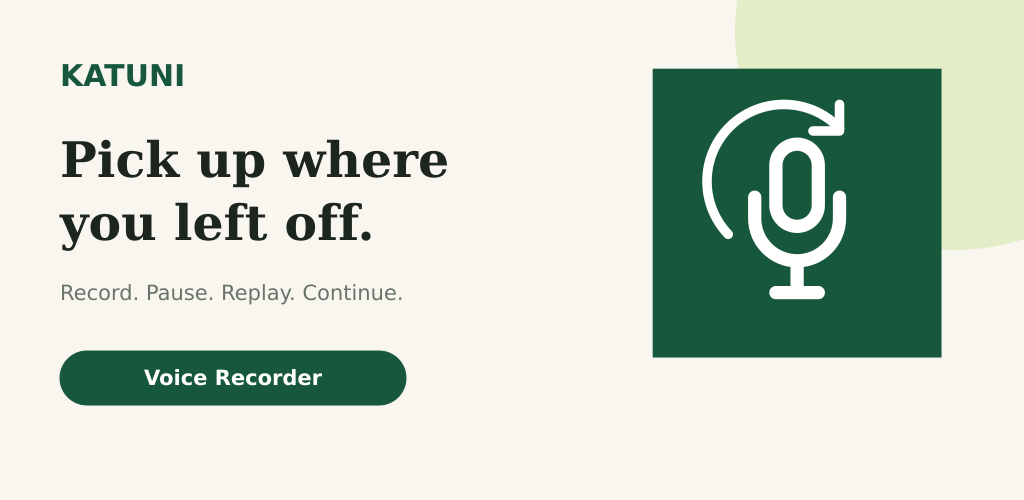 KATUNI
Pick up where
you left off.
Record. Pause. Replay. Continue.
Voice Recorder